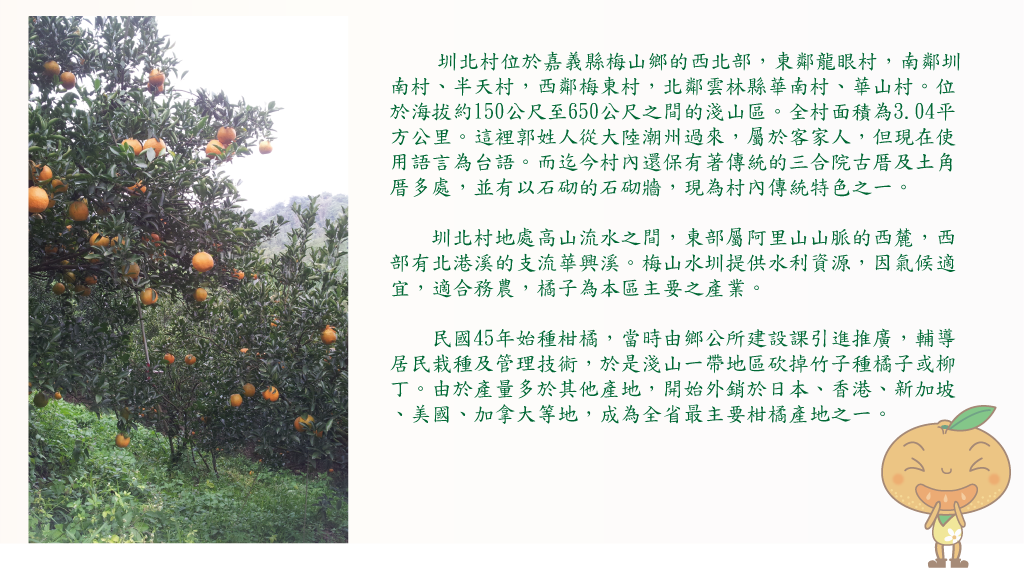 圳北村位於嘉義縣梅山鄉的西北部，東鄰龍眼村，南鄰圳
南村、半天村，西鄰梅東村，北鄰雲林縣華南村、華山村。位
於海拔約150公尺至650公尺之間的淺山區。全村面積為3.04平
方公里。這裡郭姓人從大陸潮州過來，屬於客家人，但現在使
用語言為台語。而迄今村內還保有著傳統的三合院古厝及土角
厝多處，並有以石砌的石砌牆，現為村內傳統特色之一。
圳北村地處高山流水之間，東部屬阿里山山脈的西麓，西
部有北港溪的支流華興溪。梅山水圳提供水利資源，因氣候適
宜，適合務農，橘子為本區主要之產業。
民國45年始種柑橘，當時由鄉公所建設課引進推廣，輔導
居民栽種及管理技術，於是淺山一帶地區砍掉竹子種橘子或柳
丁。由於產量多於其他產地，開始外銷於日本、香港、新加坡
、美國、加拿大等地，成為全省最主要柑橘產地之一。